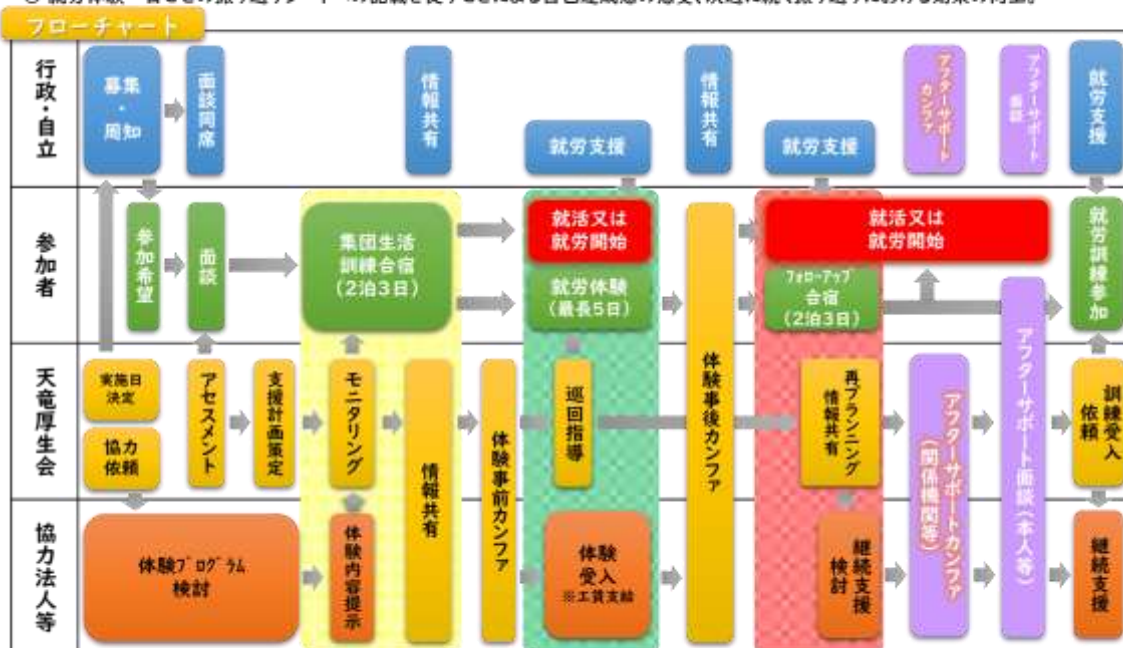 フローチャート
行政・自立
募集
・
周知
面談同席
情報共有
就労支援
情報共有
就労支援
アフターサポート
カンファ
アフターサポート
面談
就労支援
参加者
参加希望
面談
集団生活
訓練合宿
(2泊3日)
就活又は
就労開始
就労体験
(最長5日)
体験事後カンファ
就活又は
就労開始
フォローアップ
合宿
(2泊3日)
就労訓練参加
天竜厚生会
実施日
決定
協力
依頼
アセスメント
支援計画策定
モニタリング
情報共有
体験事前カンファ
巡回指導
再プランニング
情報共有
アフターサポートカンファ
(関係機関等)
アフターサポート面談(本人等)
訓練受入
依頼
協力法人等
体験プログラム
検討
体験内容提示
体験
受入
※工賃支給
継続支援
検討
継続支援